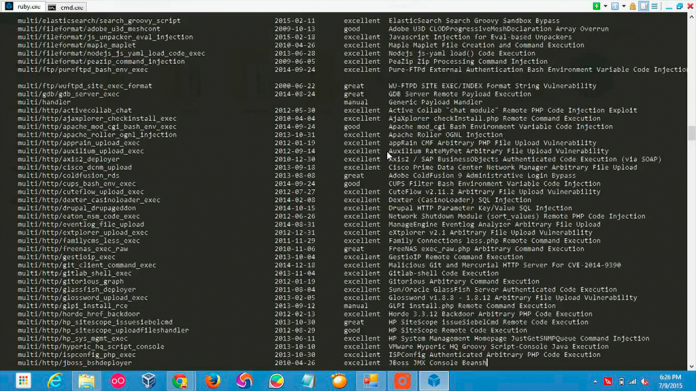 ruby.exe cmd.exe
multi/elasticsearch/search_groovy_script 2015-02-11 excellent ElasticSearch Search Groovy Sandbox Bypass
multi/fileformat/adobe_u3d_meshcont 2009-10-13 good Adobe U3D CLODProgressiveMeshDeclaration Array Overrun
multi/fileformat/js_unpacker_eval_injection 2015-02-18 excellent Javascript Injection for Eval-based Unpackers
multi/fileformat/maple_maplet 2010-04-26 excellent Maple Maplet File Creation and Command Execution
multi/fileformat/nodejs_js_yaml_load_code_exec 2013-06-28 excellent Nodejs js-yaml load() Code Execution
multi/fileformat/peazip_command_injection 2009-06-05 excellent PeaZip Zip Processing Command Injection
multi/ftp/pureftpd_bash_env_exec 2014-09-24 excellent Pure-FTPd External Authentication Bash Environment Variable Code Injection
multi/ftp/wuftpd_site_exec_format 2000-06-22 great WU-FTPD SITE EXEC/INDEX Format String Vulnerability
multi/gdb/gdb_server_exec 2014-08-24 great GDB Server Remote Payload Execution
multi/handler manual Generic Payload Handler
multi/http/activecollab_chat 2012-05-30 excellent Active Collab "chat module" Remote PHP Code Injection Exploit
multi/http/ajaxplorer_checkinstall_exec 2010-04-04 excellent AjaXplorer checkInstall.php Remote Command Execution
multi/http/apache_mod_cgi_bash_env_exec 2014-09-24 good Apache mod_cgi Bash Environment Variable Code Injection
multi/http/apache_roller_ognl_injection 2013-10-31 excellent Apache Roller OGNL Injection
multi/http/apprain_upload_exec 2012-01-19 excellent appRain CMF Arbitrary PHP File Upload Vulnerability
multi/http/auxilium_upload_exec 2012-09-14 excellent Auxilium RateMyPet Arbitrary File Upload Vulnerability
multi/http/axis2_deployer 2010-12-30 excellent Axis2 / SAP BusinessObjects Authenticated Code Execution (via SOAP)
multi/http/cisco_dcnm_upload 2013-09-18 excellent Cisco Prime Data Center Network Manager Arbitrary File Upload
multi/http/coldfusion_rds 2013-08-08 great Adobe ColdFusion 9 Administrative Login Bypass
multi/http/cups_bash_env_exec 2014-09-24 good CUPS Filter Bash Environment Variable Code Injection
multi/http/cuteflow_upload_exec 2012-07-27 excellent CuteFlow v2.11.2 Arbitrary File Upload Vulnerability
multi/http/dexter_casinoloader_exec 2014-02-08 excellent Dexter (CasinoLoader) SQL Injection
multi/http/drupal_drupageddon 2014-10-15 excellent Drupal HTTP Parameter Key/Value SQL Injection
multi/http/eaton_nsm_code_exec 2012-06-26 excellent Network Shutdown Module (sort_values) Remote PHP Code Injection
multi/http/eventlog_file_upload 2014-08-31 excellent ManageEngine Eventlog Analyzer Arbitrary File Upload
multi/http/extplorer_upload_exec 2012-12-31 excellent eXtplorer v2.1 Arbitrary File Upload Vulnerability
multi/http/familycms_less_exec 2011-11-29 excellent Family Connections less.php Remote Command Execution
multi/http/freenas_exec_raw 2010-11-06 great FreeNAS exec_raw.php Arbitrary Command Execution
multi/http/gestioip_exec 2013-10-04 excellent GestioIP Remote Command Execution
multi/http/git_client_command_exec 2014-12-18 excellent Malicious Git and Mercurial HTTP Server For CVE-2014-9390
multi/http/gitlab_shell_exec 2013-11-04 excellent Gitlab-shell Code Execution
multi/http/gitorious_graph 2012-01-19 excellent Gitorious Arbitrary Command Execution
multi/http/glassfish_deployer 2011-08-04 excellent Sun/Oracle GlassFish Server Authenticated Code Execution
multi/http/glossword_upload_exec 2013-02-05 excellent Glossword v1.8.8 - 1.8.12 Arbitrary File Upload Vulnerability
multi/http/glpi_install_rce 2013-09-12 manual GLPI install.php Remote Command Execution
multi/http/horde_href_backdoor 2012-02-13 excellent Horde 3.3.12 Backdoor Arbitrary PHP Code Execution
multi/http/hp_sitescope_issuesiebelcmd 2013-10-30 great HP SiteScope issueSiebelCmd Remote Code Execution
multi/http/hp_sitescope_uploadfileshandler 2012-08-29 good HP SiteScope Remote Code Execution
multi/http/hp_sys_mgmt_exec 2013-06-11 excellent HP System Management Homepage JustGetSNMPQueue Command Injection
multi/http/hyperic_hq_script_console 2013-10-10 excellent VMware Hyperic HQ Groovy Script-Console Java Execution
multi/http/ispconfig_php_exec 2013-10-30 excellent ISPConfig Authenticated Arbitrary PHP Code Execution
multi/http/jboss_bshdeployer 2010-04-26 excellent JBoss JMX Console Beansh
6:26 PM
7/8/2015